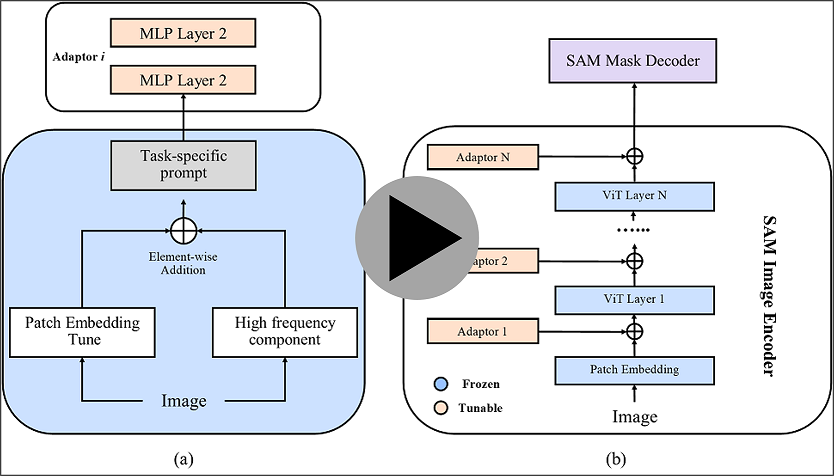 MLP Layer 2
Adaptor i
MLP Layer 2
Task-specific
prompt
Element-wise
Addition
Patch Embedding
Tune
High frequency
component
Image
(a)
SAM Mask Decoder
Adaptor N
ViT Layer N
......
2
ViT Layer 1
Adaptor 1
Patch Embedding
Frozen
Tunable
Image
SAM Image Encoder
(b)